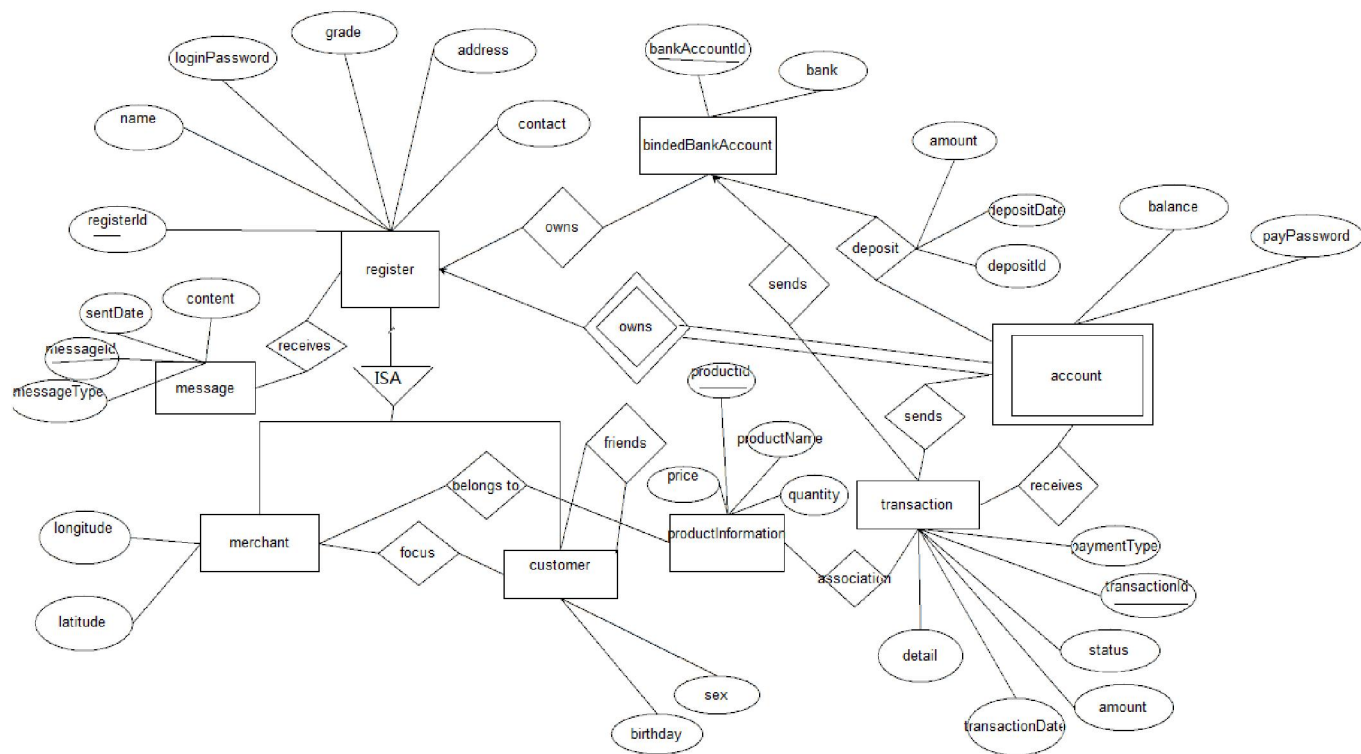 grade
loginPassword
address
bankAccountId
bank
name
contact
bindedBankAccount
amount
registerId
owns
depositDate
balance
payPassword
deposit
depositId
register
content
sends
sentDate
receives
owns
messageId
message
messageType
ISA
productid
account
sends
friends
productName
belongs to
price
quantity
transaction
receives
longitude
merchant
focus
customer
productInformation
association
paymentType
transactionId
latitude
detail
status
sex
birthday
transactionDate
amount